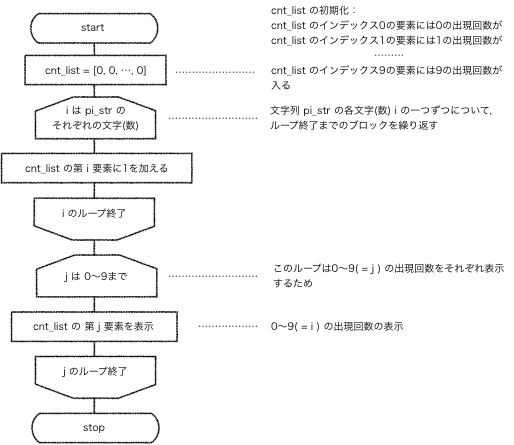 start
cnt_list の初期化：
cnt_list のインデックス0の要素には0の出現回数が
cnt_list のインデックス1の要素には1の出現回数が
………
cnt_list のインデックス9の要素には9の出現回数が
入る
cnt_list = [0, 0, …, 0]
i は pi_str の
それぞれの文字(数)
文字列 pi_str の各文字(数) i の一つずつについて,
ループ終了までのブロックを繰り返す
cnt_list の第 i 要素に1を加える
i のループ終了
j は 0〜9まで
このループは0〜9( = j ) の出現回数をそれぞれ表示
するため
cnt_list の 第 j 要素を表示
0〜9( = i ) の出現回数の表示
j のループ終了
stop